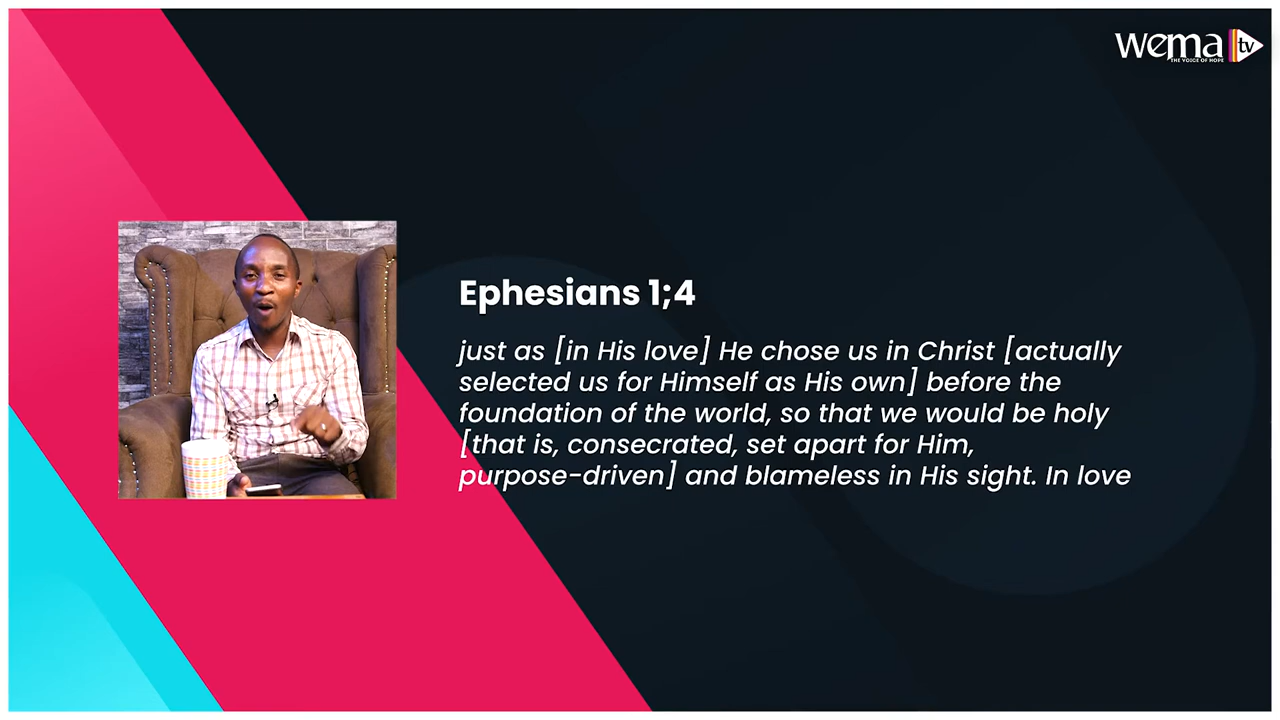 wema tv
THE VOICE OF HOPE
Ephesians 1;4
just as [in His love] He chose us in Christ [actually
selected us for Himself as His own] before the
foundation of the world, so that we would be holy
[that is, consecrated, set apart for Him,
purpose-driven] and blameless in His sight. In love